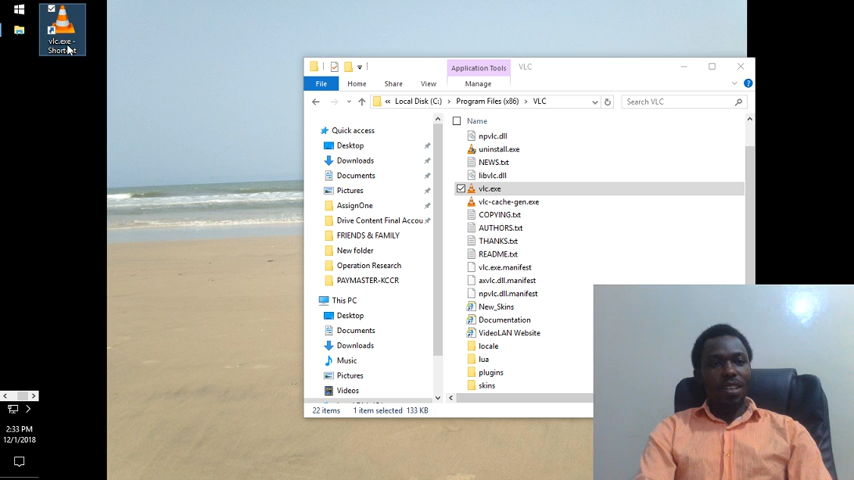 vlc.exe -
Shortcut
Application Tools
VLC
File
Home
Share
View
Manage
« Local Disk (C:) > Program Files (x86) > VLC
Search VLC
Name
Quick access
Desktop
Downloads
Documents
Pictures
AssignOne
Drive Content Final Accou
FRIENDS & FAMILY
New folder
Operation Research
PAYMASTER-KCCR
This PC
Desktop
Documents
Downloads
Music
Pictures
Videos
npvlc.dll
uninstall.exe
NEWS.txt
libvlc.dll
vlc.exe
vlc-cache-gen.exe
COPYING.txt
AUTHORS.txt
THANKS.txt
README.txt
vlc.exe.manifest
axvlc.dll.manifest
npvlc.dll.manifest
New_Skins
Documentation
VideoLAN Website
locale
lua
plugins
skins
22 items
1 item selected 133 KB
2:33 PM
12/1/2018